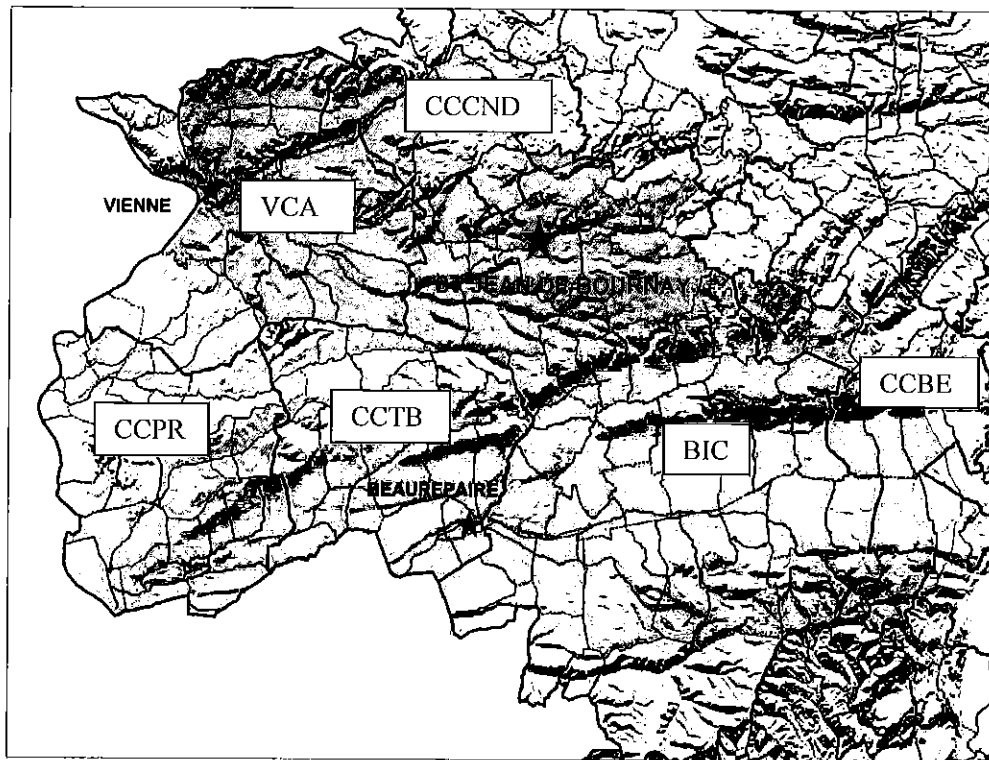 CCCND
VIENNE
VCA
ST JEAN DE BOURNAY
CCBE
CCPR
CCTB
BIC
BEAUREPAIRE